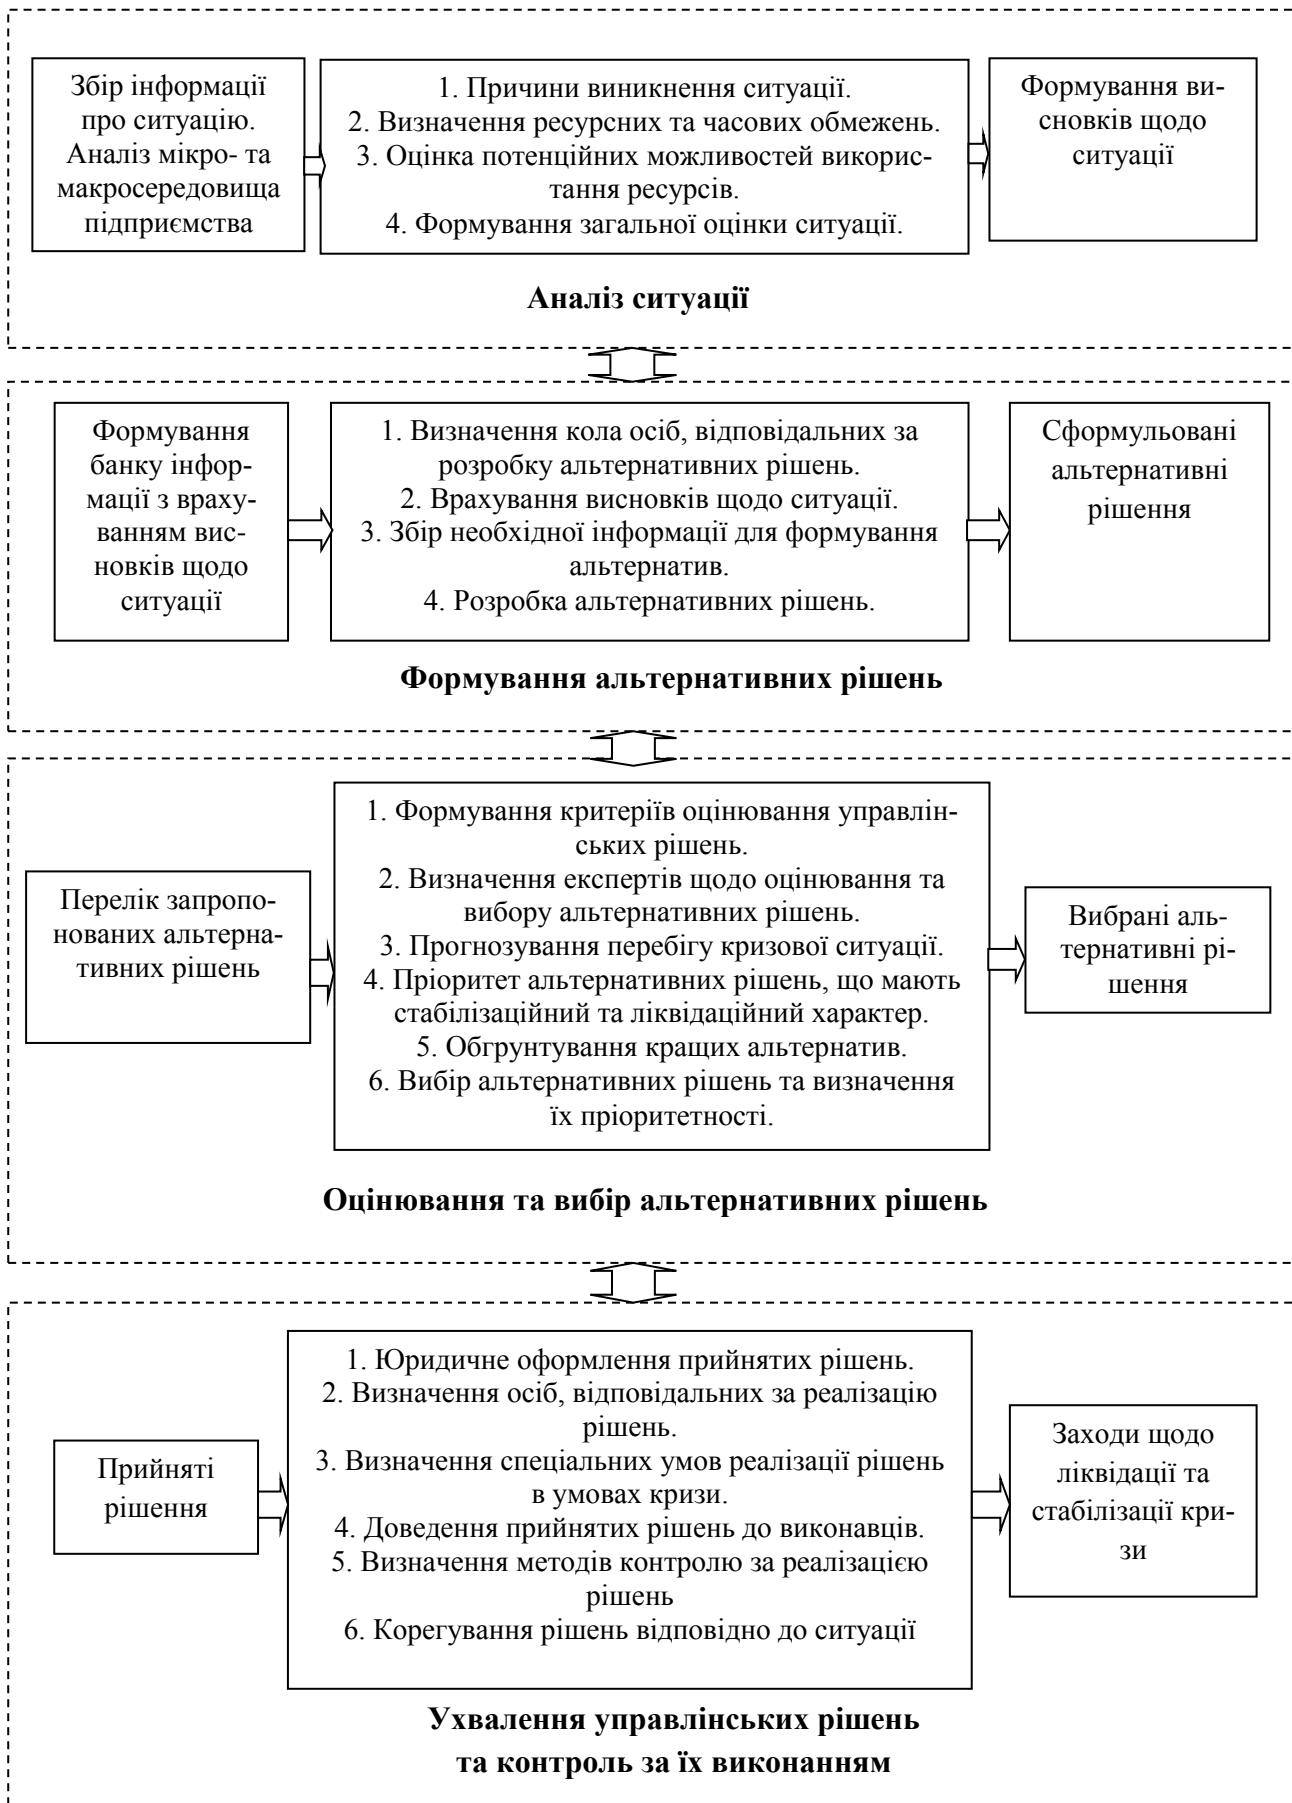 Збір інформації
про ситуацію.
Аналіз мікро- та
макросередовища
підприємства
1. Причини виникнення ситуації.
2. Визначення ресурсних та часових обмежень.
3. Оцінка потенційних можливостей викорис-
тання ресурсів.
4. Формування загальної оцінки ситуації.
Формування ви-
сновків щодо
ситуації
Аналіз ситуації
Формування
банку інфор-
мації з враху-
ванням вис-
новків щодо
ситуації
1. Визначення кола осіб, відповідальних за
розробку альтернативних рішень.
2. Врахування висновків щодо ситуації.
3. Збір необхідної інформації для формування
альтернатив.
4. Розробка альтернативних рішень.
Сформульовані
альтернативні
рішення
Формування альтернативних рішень
Перелік запропо-
нованих альтерна-
тивних рішень
1. Формування критеріїв оцінювання управлін-
ських рішень.
2. Визначення експертів щодо оцінювання та
вибору альтернативних рішень.
3. Прогнозування перебігу кризової ситуації.
4. Пріоритет альтернативних рішень, що мають
стабілізаційний та ліквідаційний характер.
5. Обгрунтування кращих альтернатив.
6. Вибір альтернативних рішень та визначення
їх пріоритетності.
Вибрані аль-
тернативні рі-
шення
Оцінювання та вибір альтернативних рішень
Прийняті
рішення
1. Юридичне оформлення прийнятих рішень.
2. Визначення осіб, відповідальних за реалізацію
рішень.
3. Визначення спеціальних умов реалізації рішень
в умовах кризи.
4. Доведення прийнятих рішень до виконавців.
5. Визначення методів контролю за реалізацією
рішень
6. Корегування рішень відповідно до ситуації
Заходи щодо
ліквідації та
стабілізації кри-
зи
Ухвалення управлінських рішень
та контроль за їх виконанням